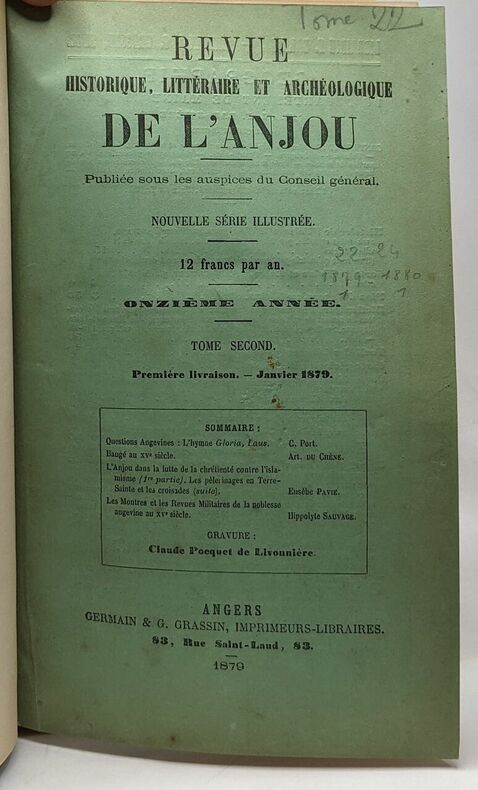 Tome 22
REVUE
HISTORIQUE, LITTÉRAIRE ET ARCHÉOLOGIQUE
DE L'ANJOU
Publiée sous les auspices du Conseil général.
NOUVELLE SÉRIE ILLUSTRÉE.
12 francs par an.
22-24
1879-1880
1 1
ONZIÈME ANNÉE.
TOME SECOND.
Première livraison. — Janvier 1879.
SOMMAIRE :
Questions Angevines : L'hymne Gloria, Laus. C. Port.
Baugé au XVe siècle. Art. DU CHÊNE.
L'Anjou dans la lutte de la chrétienté contre l'isla-
misme (1re partie). Les pèlerinages en Terre-
Sainte et les croisades (suite). Eusèbe PAVIE.
Les Montres et les Revues Militaires de la noblesse
angevine au XVe siècle. Hippolyte SAUVAGE.
GRAVURE :
Claude Pocquet de Livonnière.
ANGERS
GERMAIN & G. GRASSIN, IMPRIMEURS-LIBRAIRES.
83, Rue Saint-Laud, 83.
1879